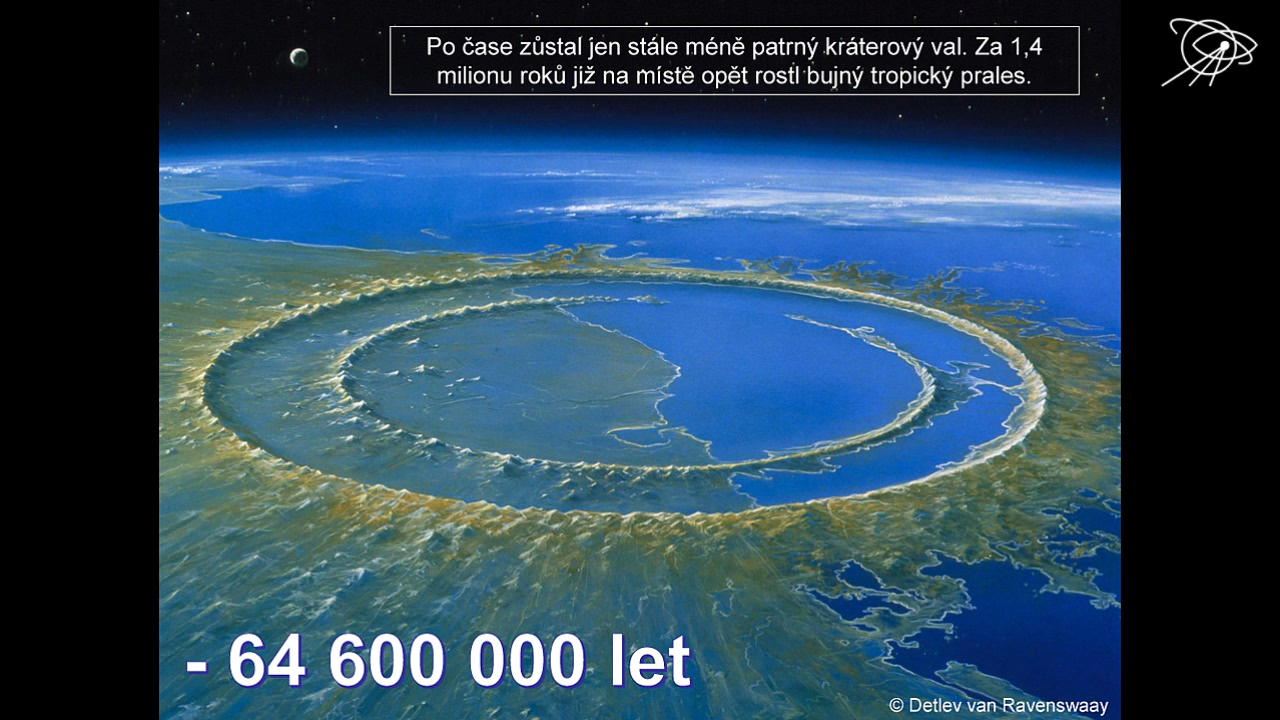 Po čase zůstal jen stále méně patrný kráterový val. Za 1,4
milionu roků již na místě opět rostl bujný tropický prales.
- 64 600 000 let
© Detlev van Ravenswaay